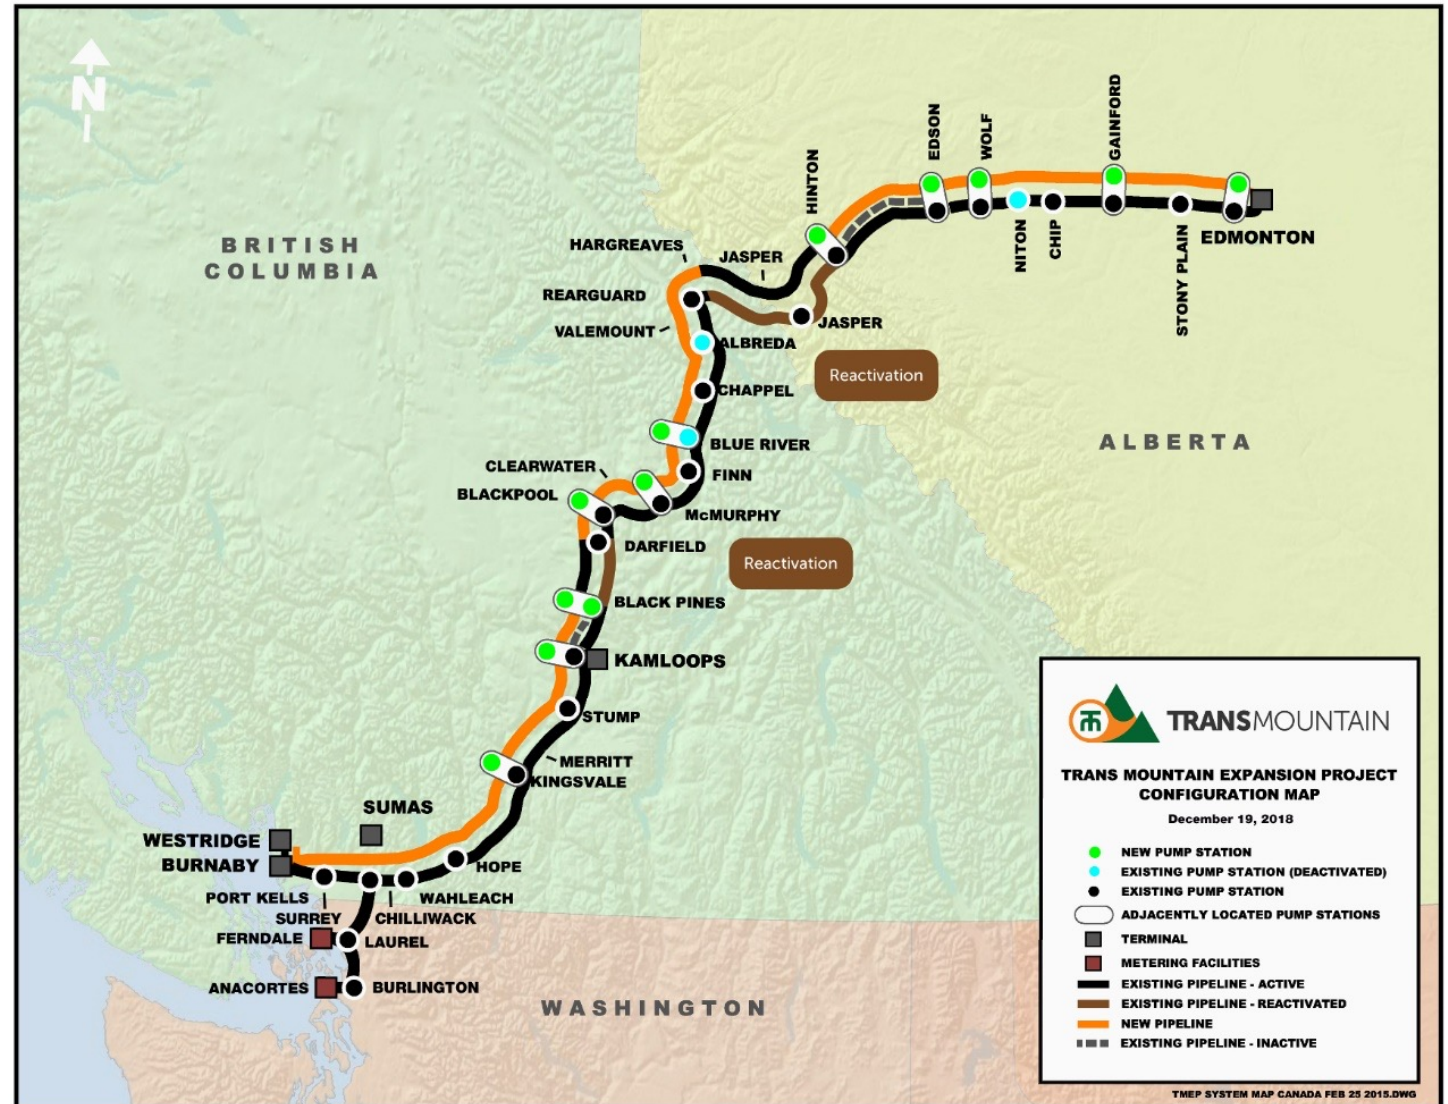 N
BRITISH
COLUMBIA
HINTON
EDSON
WOLF
GAINFORD
NITON
CHIP
STONY PLAIN
EDMONTON
HARGREAVES
JASPER
REARGUARD
VALEMOUNT
JASPER
ALBREDA
Reactivation
CHAPPEL
ALBERTA
BLUE RIVER
CLEARWATER
FINN
BLACKPOOL
McMURPHY
DARFIELD
Reactivation
BLACK PINES
KAMLOOPS
STUMP
MERRITT
KINGSVALE
SUMAS
WESTRIDGE
BURNABY
HOPE
PORT KELLS
WAHLEACH
SURREY
CHILLIWACK
FERNDALE
LAUREL
ANACORTES
BURLINGTON
WASHINGTON
TRANSMOUNTAIN
TRANS MOUNTAIN EXPANSION PROJECT
CONFIGURATION MAP
December 19, 2018
NEW PUMP STATION
EXISTING PUMP STATION (DEACTIVATED)
EXISTING PUMP STATION
ADJACENTLY LOCATED PUMP STATIONS
TERMINAL
METERING FACILITIES
EXISTING PIPELINE - ACTIVE
EXISTING PIPELINE - REACTIVATED
NEW PIPELINE
EXISTING PIPELINE - INACTIVE
TMEP SYSTEM MAP CANADA FEB 25 2015.DWG